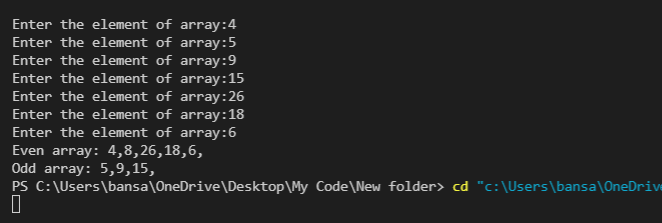 Enter the element of array:4
Enter the element of array:5
Enter the element of array:9
Enter the element of array:15
Enter the element of array:26
Enter the element of array:18
Enter the element of array:6
Even array: 4,8,26,18,6,
Odd array: 5,9,15,
PS C:\Users\bansa\OneDrive\Desktop\My Code\New folder> cd "c:\Users\bansa\OneDrive